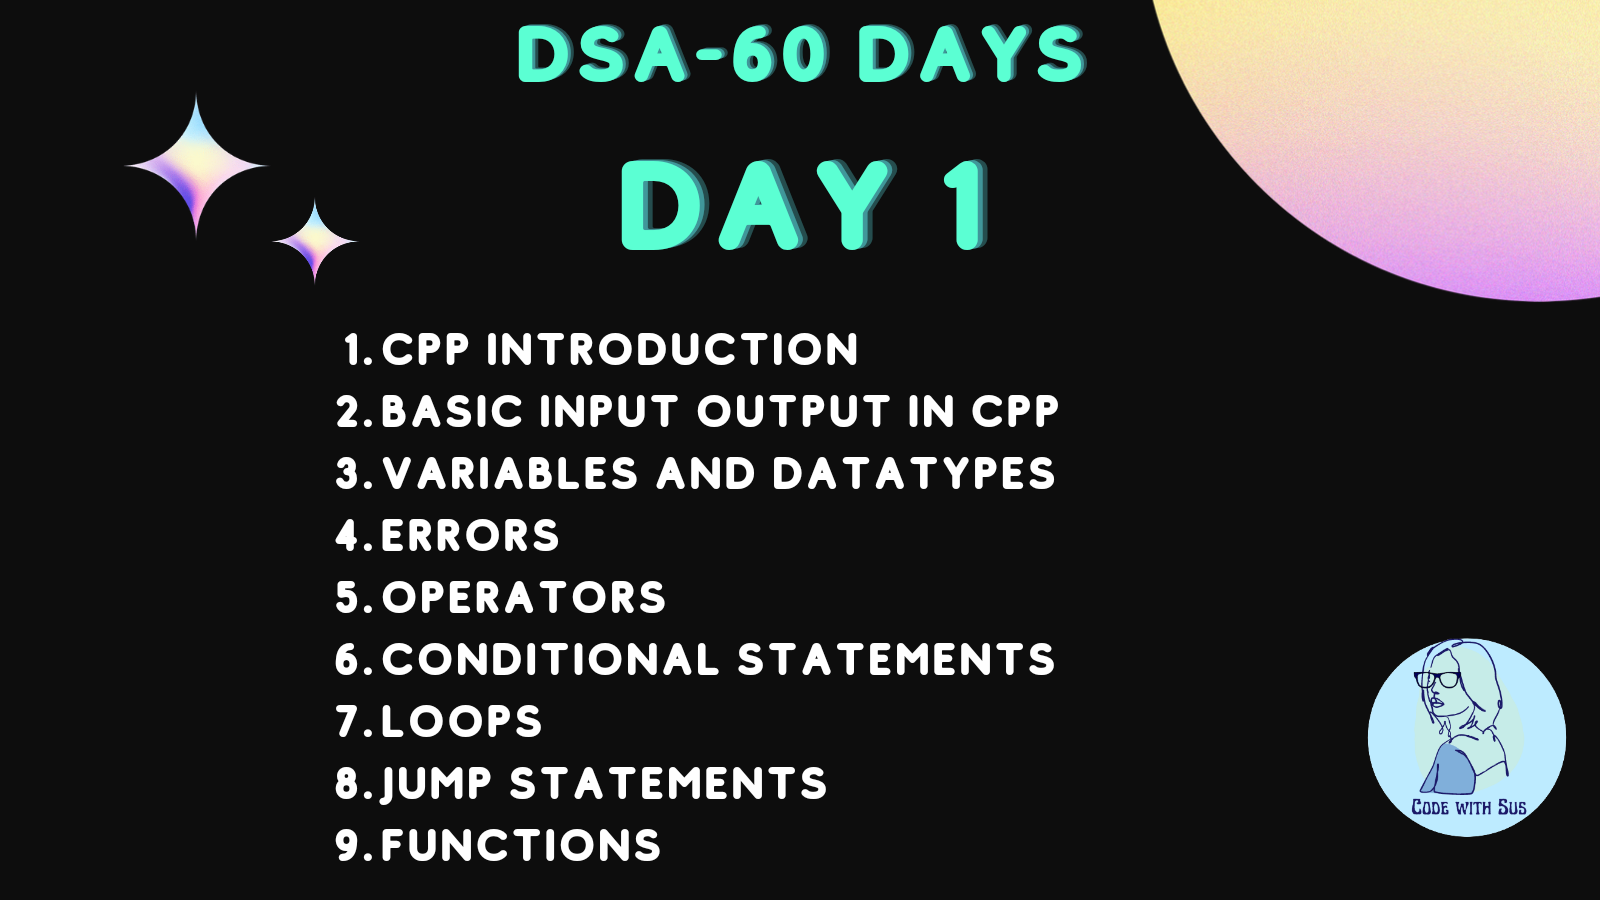 DSA-60 DAYS
DAY 1
1. CPP INTRODUCTION
2. BASIC INPUT OUTPUT IN CPP
3. VARIABLES AND DATATYPES
4. ERRORS
5. OPERATORS
6. CONDITIONAL STATEMENTS
7. LOOPS
8. JUMP STATEMENTS
9. FUNCTIONS
CODE WITH SUS